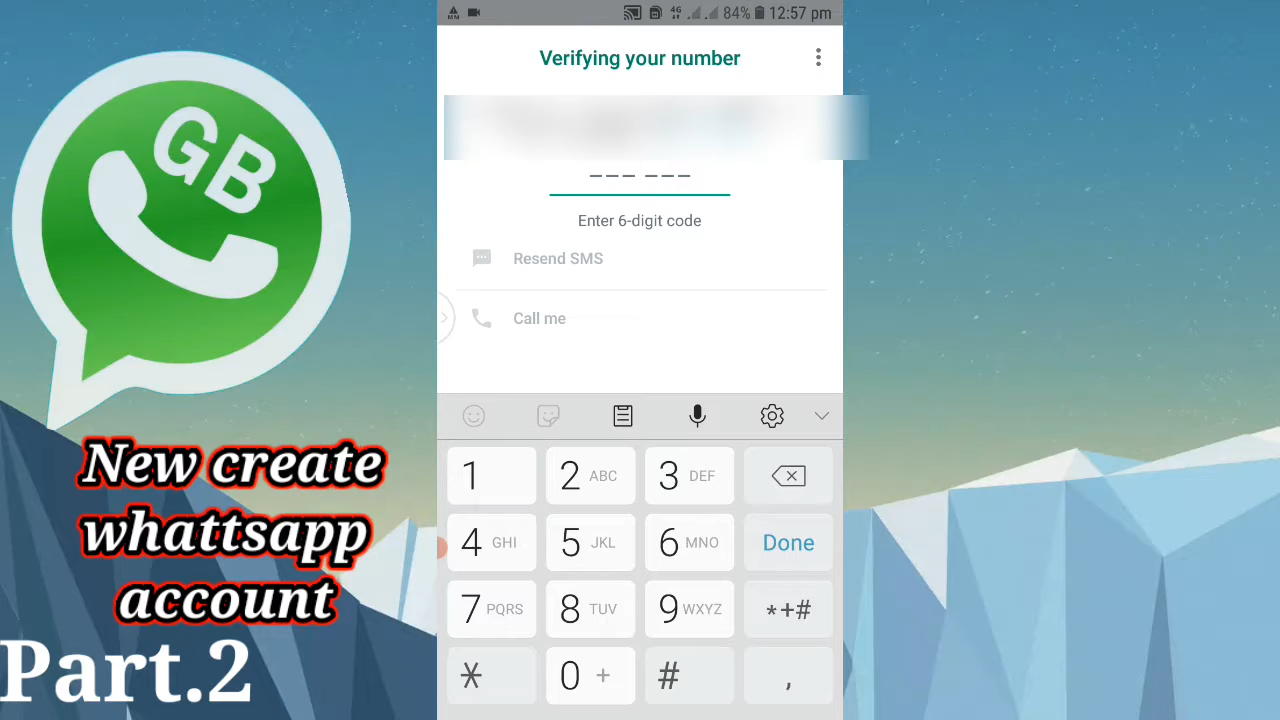 GB
New create
whattsapp
account
Part.2
MN
4G
84%
12:57 pm
Verifying your number
Enter 6-digit code
Resend SMS
Call me
1
2 ABC
3 DEF
4 GHI
5 JKL
6 MNO
Done
7 PQRS
8 TUV
9 WXYZ
*+#
*
0 +
#
,